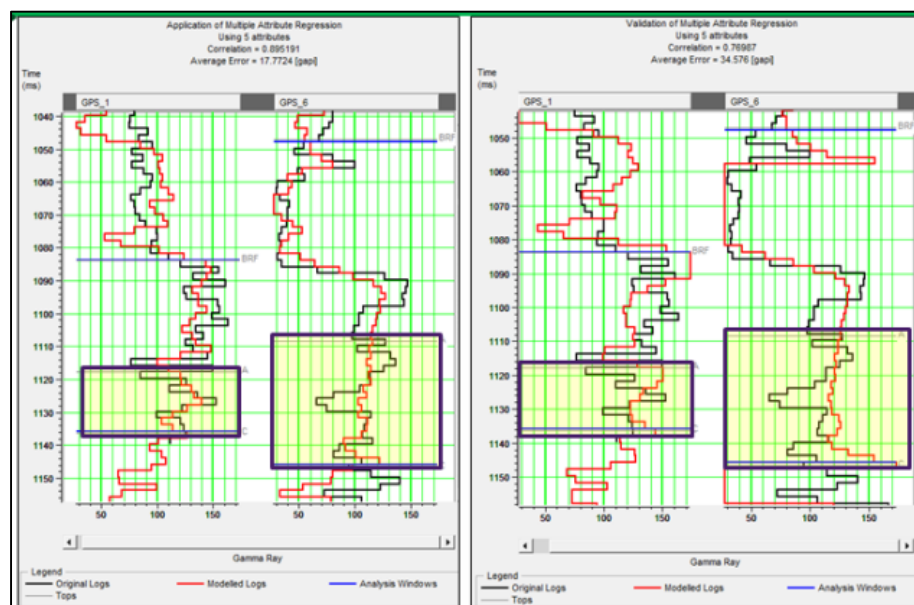 Application of Multiple Attribute Regression
Using 5 attributes
Correlation = 0.895191
Average Error = 17.7724 [gapi]
Time
(ms)
GPS_1
GPS_6
1040
1050
1060
1070
1080
1090
1100
1110
1120
1130
1140
1150
BRF
BRF
A
A
C
50
100
150
50
100
150
Gamma Ray
Legend
Original Logs
Modelled Logs
Analysis Windows
Tops
Validation of Multiple Attribute Regression
Using 5 attributes
Correlation = 0.76987
Average Error = 34.576 [gapi]
Time
(ms)
GPS_1
GPS_6
1050
1060
1070
1080
1090
1100
1110
1120
1130
1140
1150
BRF
BRF
A
A
C
C
50
100
150
50
100
150
Gamma Ray
Legend
Original Logs
Modelled Logs
Analysis Windows
Tops